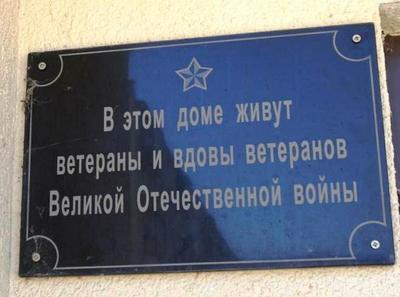 В этом доме живут
ветераны и вдовы ветеранов
Великой Отечественной войны